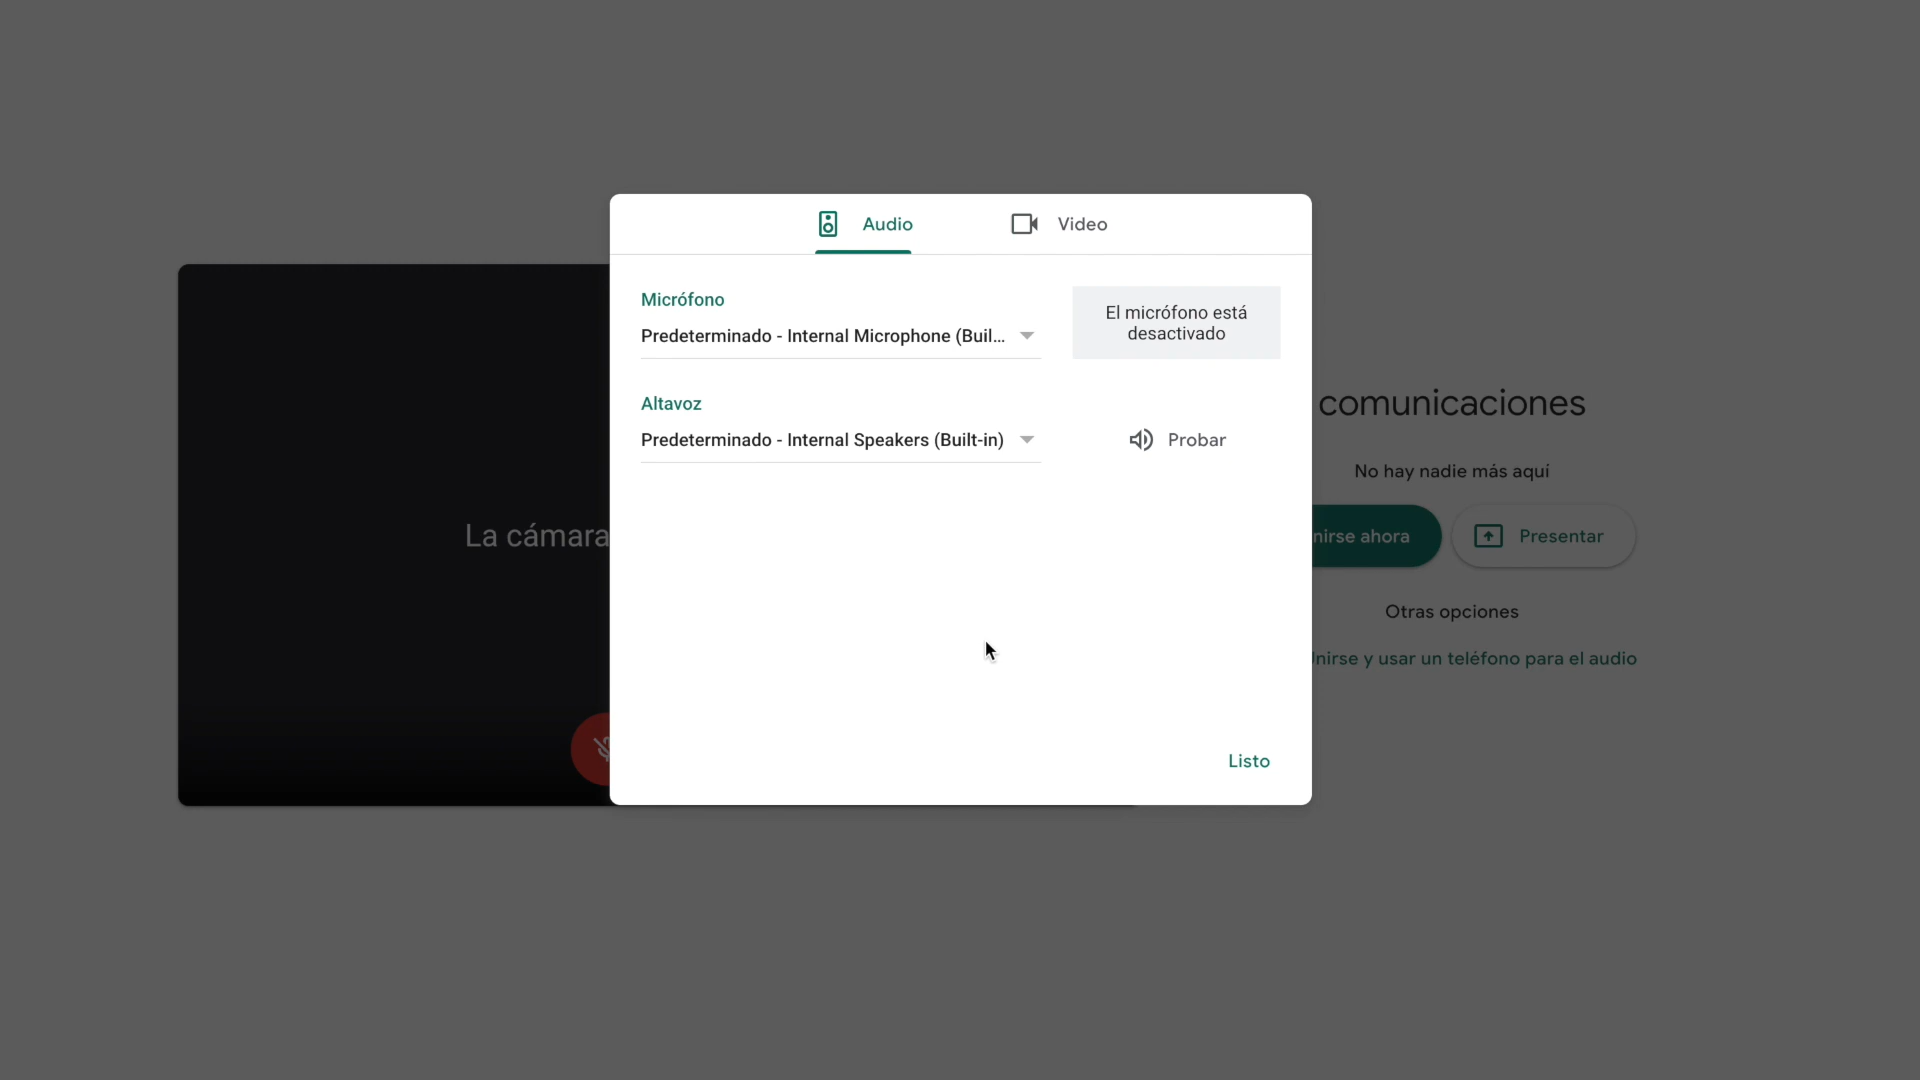 Audio
Video
Micrófono
Predeterminado - Internal Microphone (Buil...
El micrófono está
desactivado
Altavoz
Predeterminado - Internal Speakers (Built-in)
Probar
Listo
La cámara
comunicaciones
No hay nadie más aquí
nirse ahora
Presentar
Otras opciones
Unirse y usar un teléfono para el audio